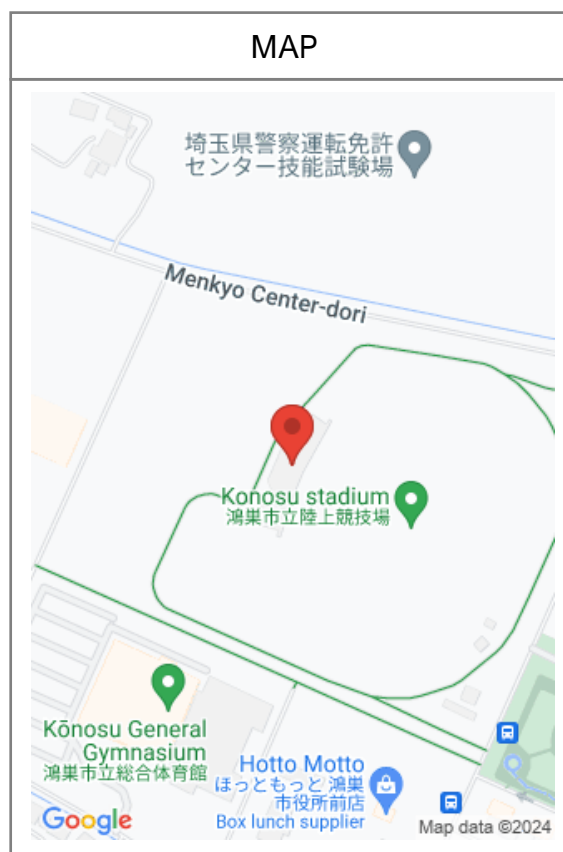 MAP
埼玉県警察運転免許
センター技能試験場
Menkyo Center-dori
Konosu stadium
鴻巣市立陸上競技場
Kōnosu General
Gymnasium
鴻巣市立総合体育館
Hotto Motto
ほっともっと 鴻巣
市役所前店
Box lunch supplier
Google
Map data ©2024